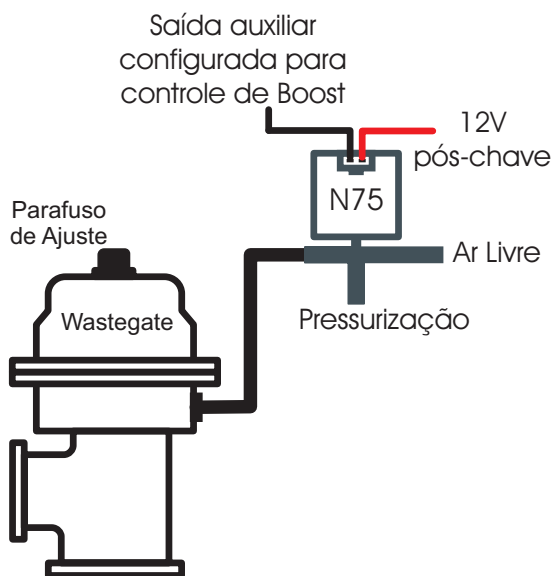 Saída auxiliar
configurada para
controle de Boost
12V
pós-chave
N75
Parafuso
de Ajuste
Ar Livre
Wastegate
Pressurização